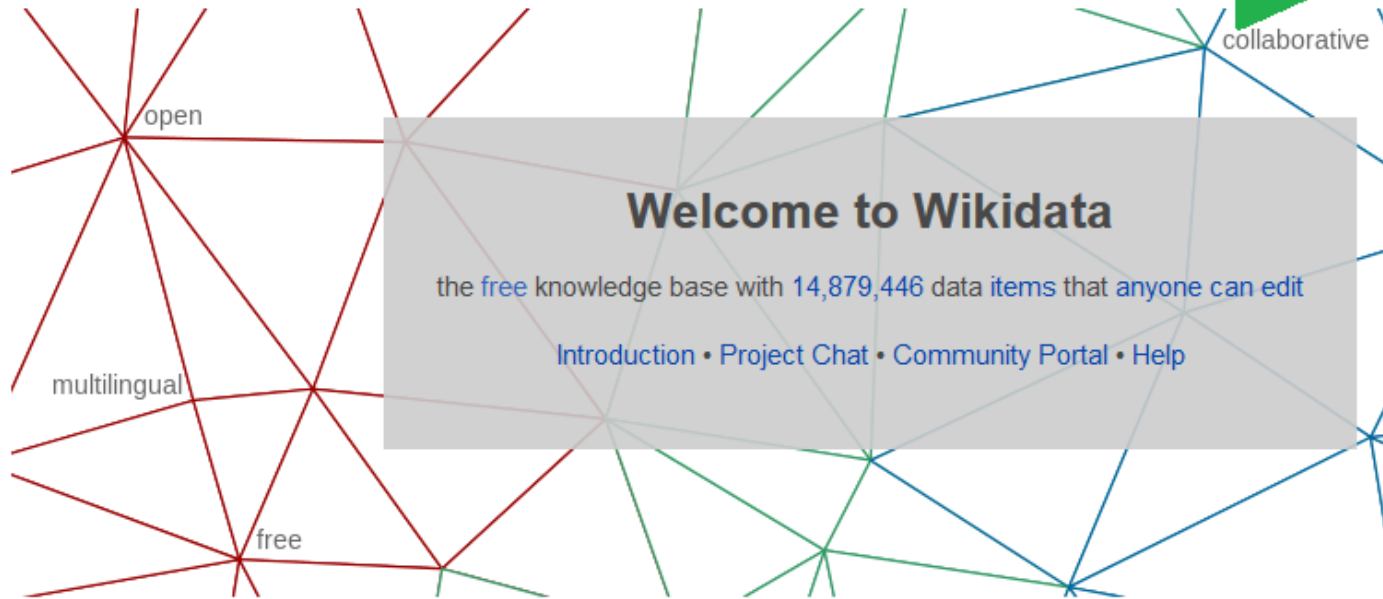 collaborative
open
Welcome to Wikidata
the free knowledge base with 14,879,446 data items that anyone can edit
Introduction • Project Chat • Community Portal • Help
multilingual
free